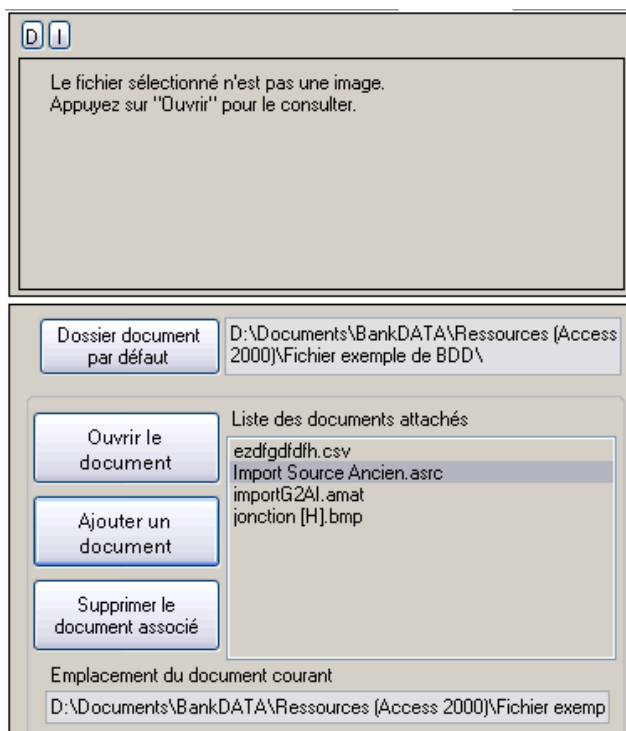 D I
Le fichier sélectionné n'est pas une image.
Appuyez sur "Ouvrir" pour le consulter.
Dossier document
par défaut
D:\Documents\BankDATA\Ressources (Access
2000)\Fichier exemple de BDD\
Liste des documents attachés
Ouvrir le
document
ezdfgdfdfh.csv
Import Source Ancien.asrc
importG2AI.amat
jonction [H].bmp
Ajouter un
document
Supprimer le
document associé
Emplacement du document courant
D:\Documents\BankDATA\Ressources (Access 2000)\Fichier exemp